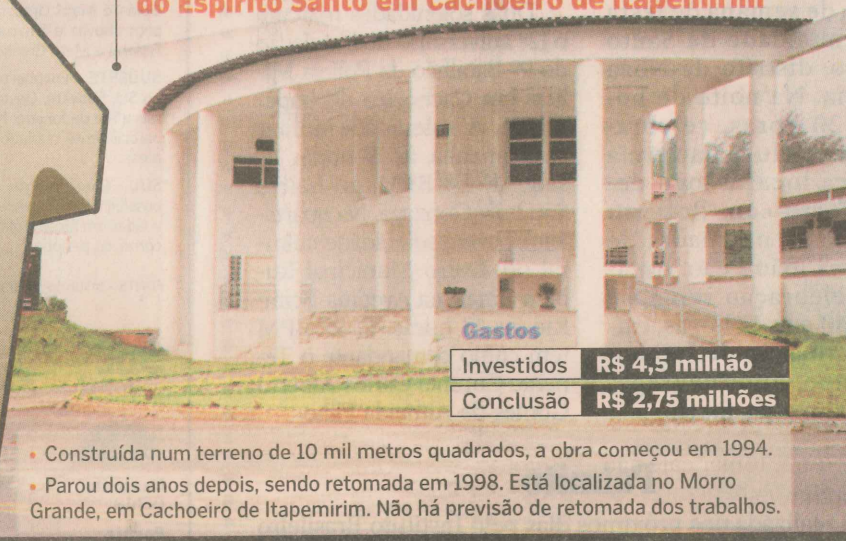 do Espírito Santo em Cachoeiro de Itapemirim
Gastos
Investidos R$ 4,5 milhão
Conclusão R$ 2,75 milhões
• Construída num terreno de 10 mil metros quadrados, a obra começou em 1994.
• Parou dois anos depois, sendo retomada em 1998. Está localizada no Morro
Grande, em Cachoeiro de Itapemirim. Não há previsão de retomada dos trabalhos.